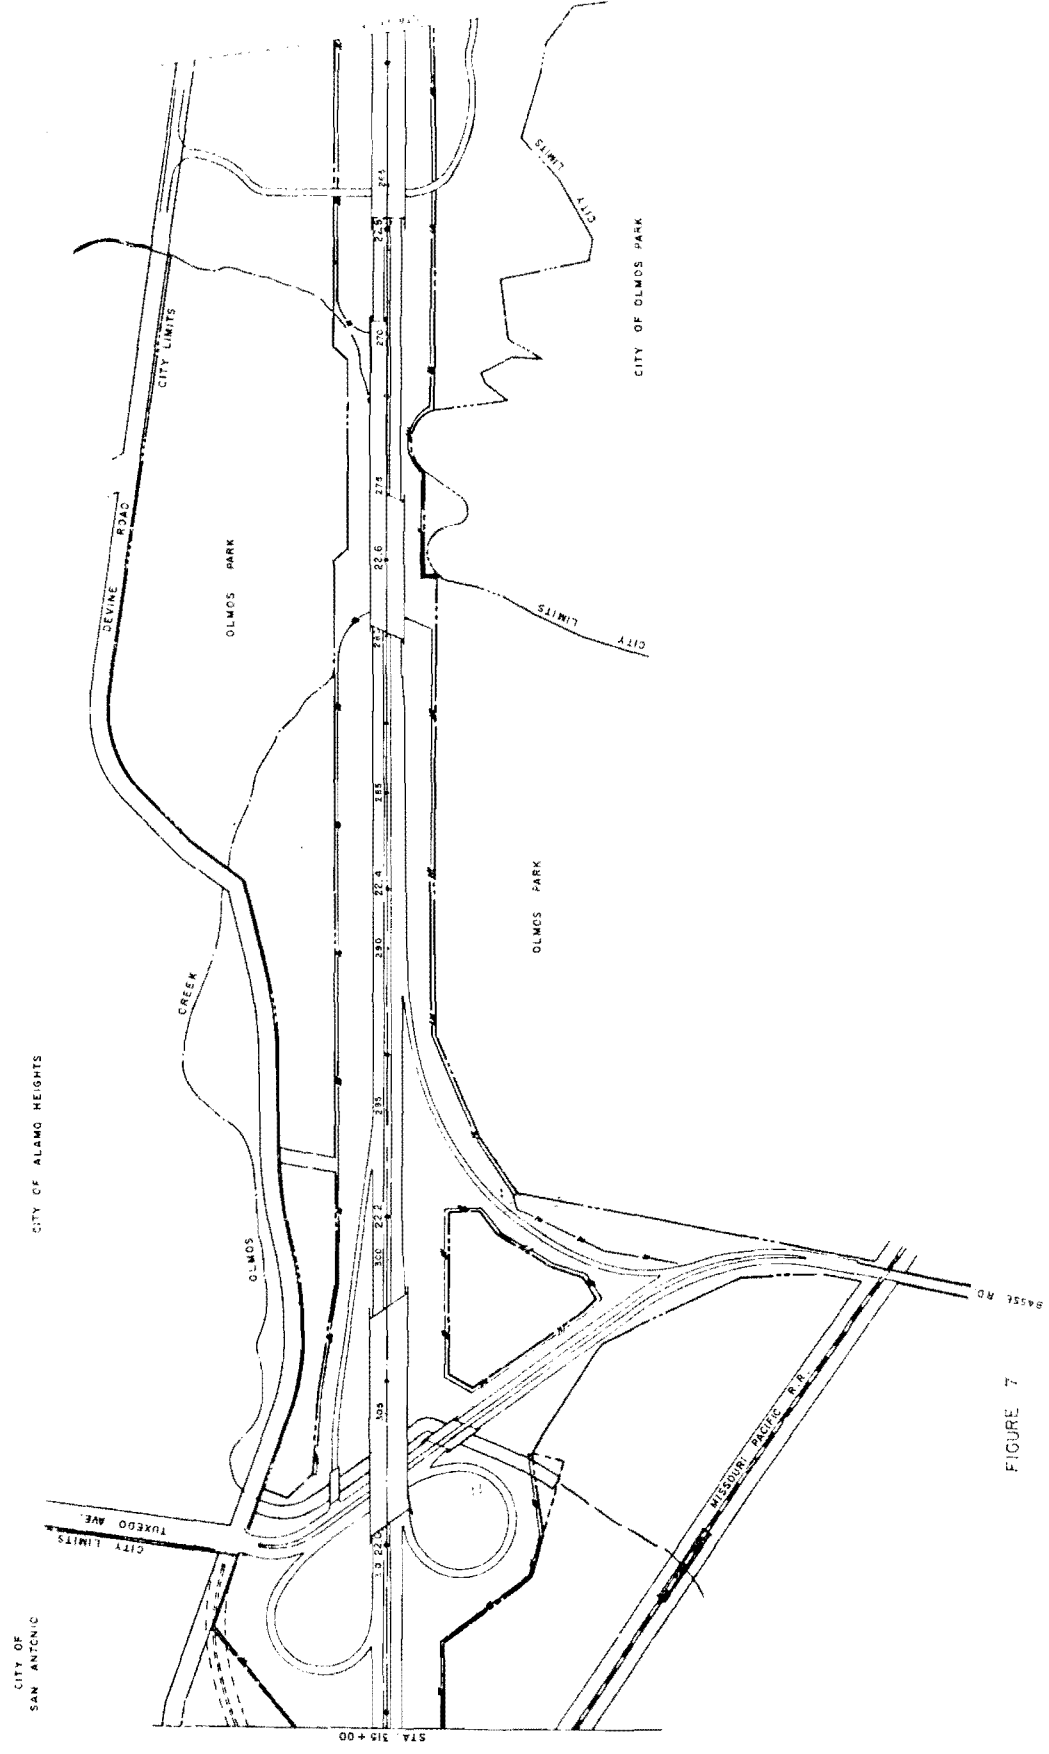 CITY LIMITS
CITY LIMITS
CITY OF OLMOS PARK
265
22.8
270
275
22.6
DEVINE ROAD
OLMOS PARK
CITY LIMITS
285
22.4
290
OLMOS PARK
CREEK
CITY OF ALAMO HEIGHTS
295
22.2
300
OLMOS
BASSE RD.
305
MISSOURI PACIFIC R.R.
FIGURE 7
TUXEDO AVE.
CITY LIMITS
CITY OF
SAN ANTONIO
STA. 315+00